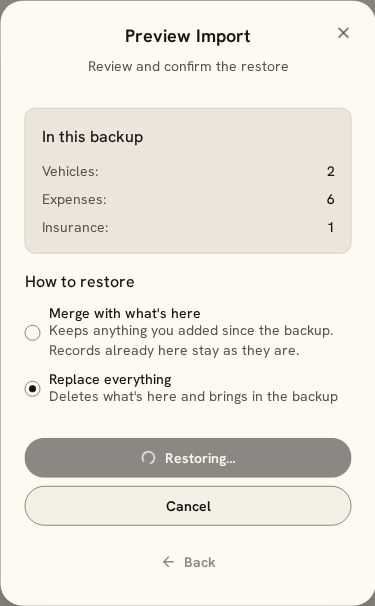 Preview Import
Review and confirm the restore
In this backup
Vehicles: 2
Expenses: 6
Insurance: 1
How to restore
Merge with what's here
Keeps anything you added since the backup.
Records already here stay as they are.
Replace everything
Deletes what's here and brings in the backup
Restoring...
Cancel
Back